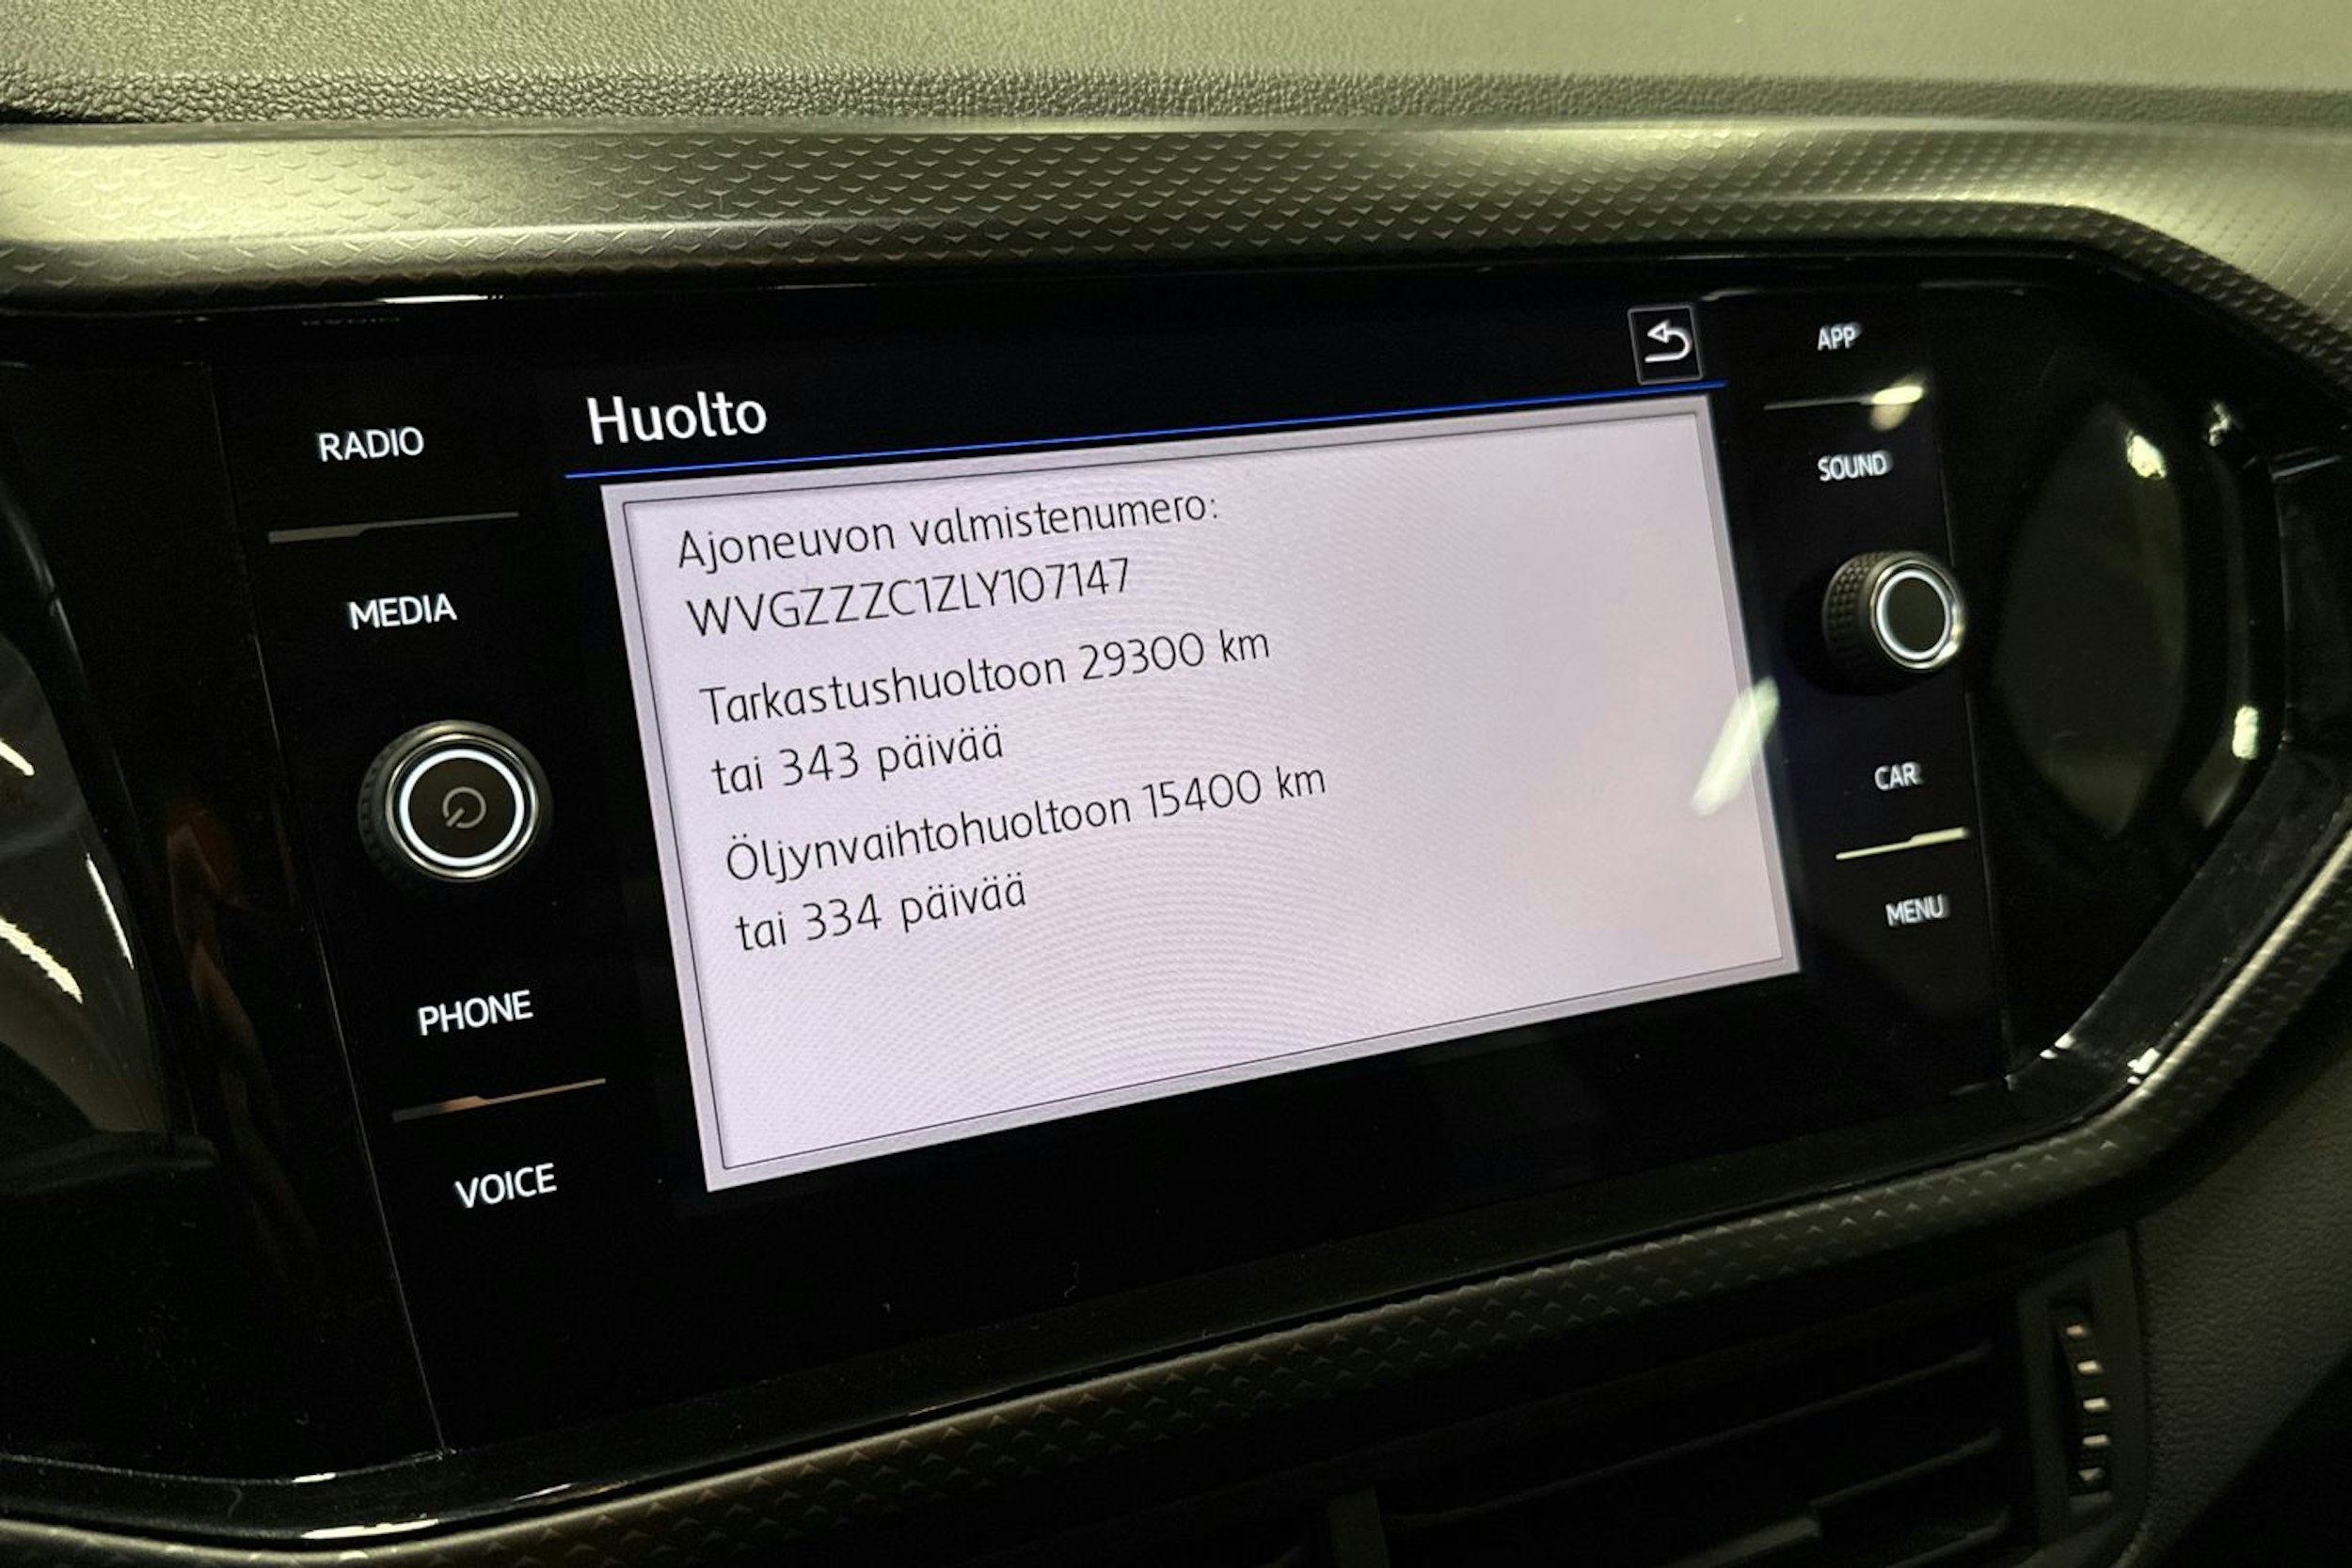 Huolto
Ajoneuvon valmistenumero:
WVGZZZC1ZLY107147
Tarkastushuoltoon 29300 km
tai 343 päivää
Öljynvaihtohuoltoon 15400 km
tai 334 päivää
RADIO
MEDIA
PHONE
VOICE
APP
SOUND
CAR
MENU